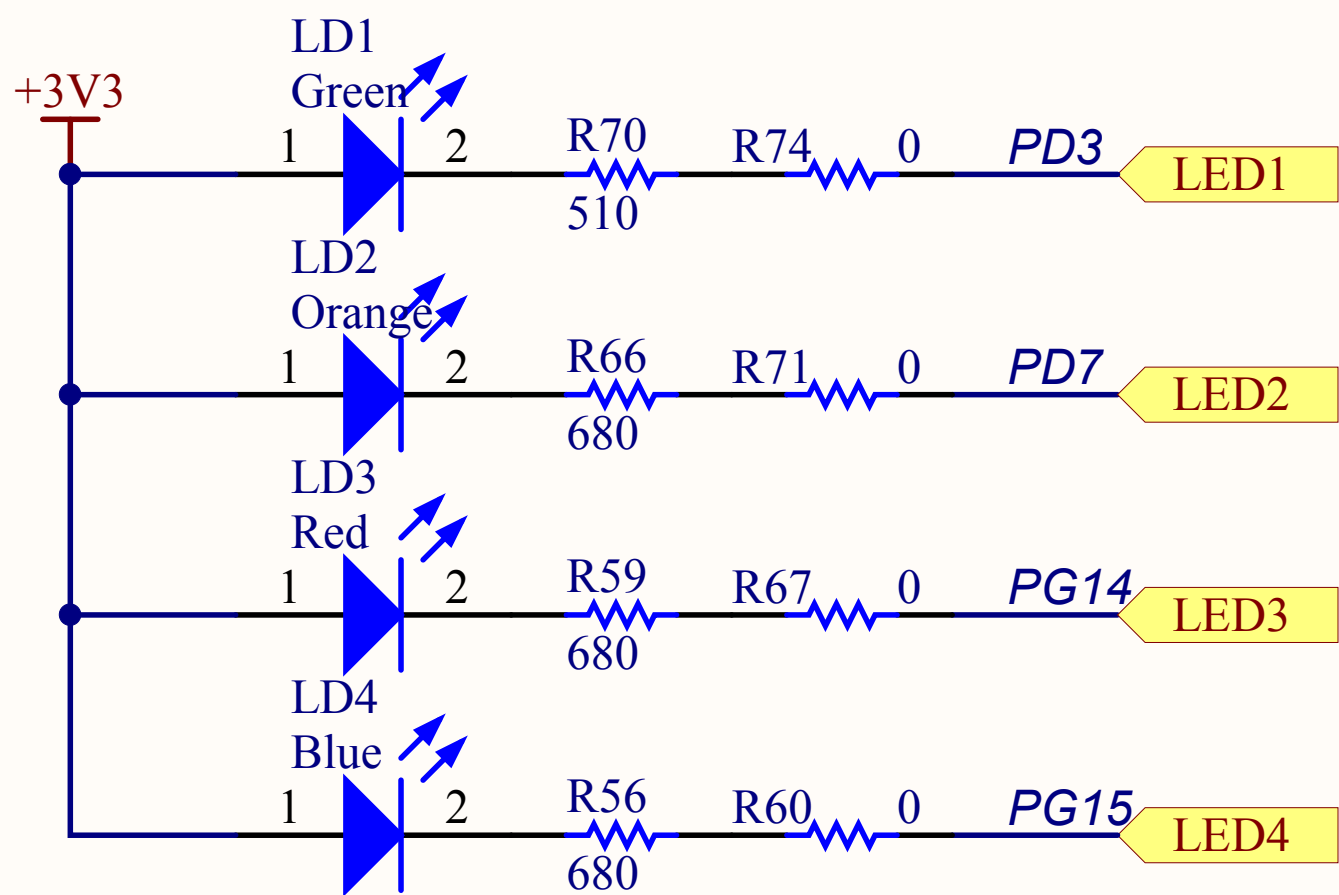 +3V3
LD1
Green
1
2
R70
510
R74
0
PD3
LED1
LD2
Orange
1
2
R66
680
R71
0
PD7
LED2
LD3
Red
1
2
R59
680
R67
0
PG14
LED3
LD4
Blue
1
2
R56
680
R60
0
PG15
LED4